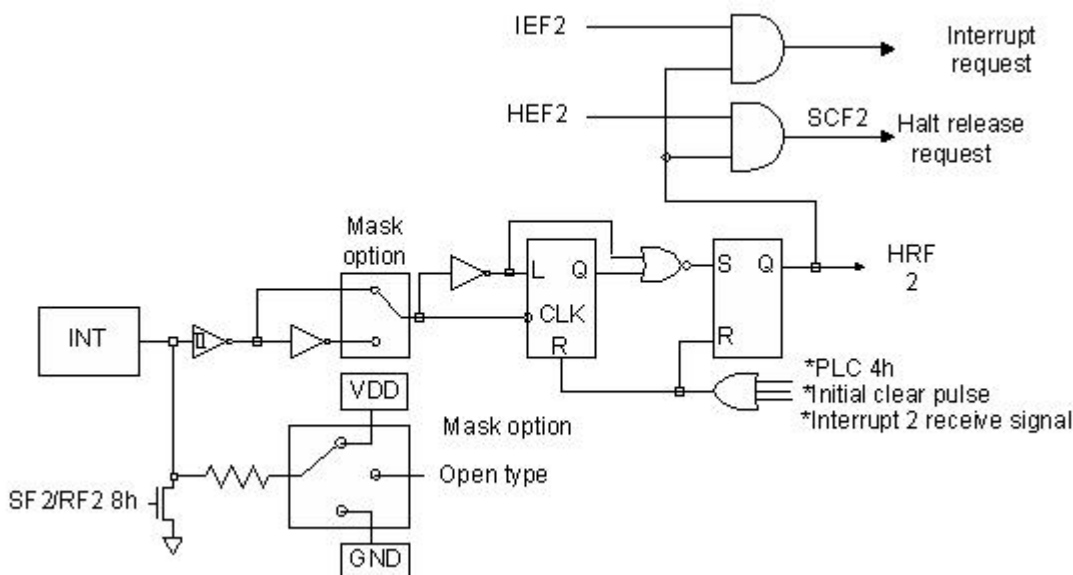 IEF2
Interrupt
request
HEF2
SCF2
Halt release
request
Mask
option
L
Q
CLK
R
S
Q
R
HRF
2
INT
*PLC 4h
*Initial clear pulse
*Interrupt 2 receive signal
VDD
Mask option
Open type
SF2/RF2 8h
GND